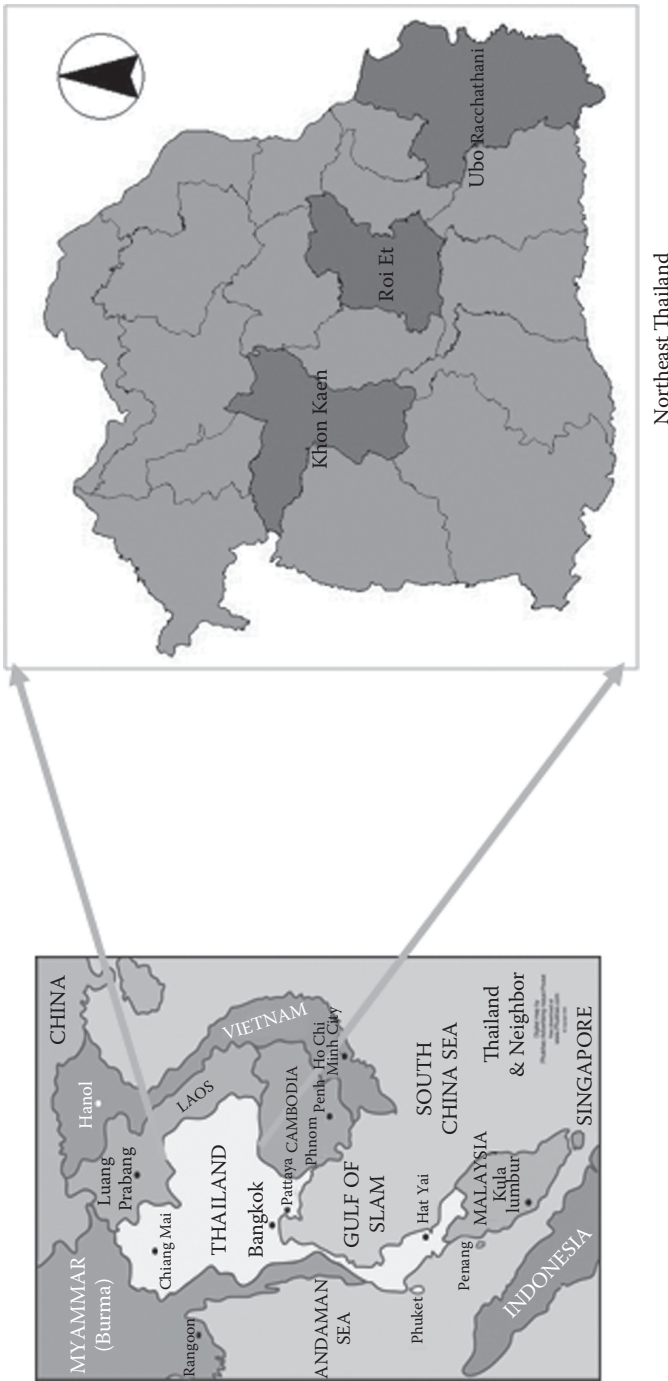 MYAMMAR
(Burma)
CHINA
Hanol
Luang
Prabang
LAOS
VIETNAM
Chiang Mai
Rangoon
THAILAND
Bangkok
Pattaya
CAMBODIA
Phnom Penh
Ho Chi
Minh City
ANDAMAN
SEA
GULF OF
SLAM
SOUTH
CHINA SEA
Phuket
Hat Yai
Penang
MALAYSIA
Kula
lumbur
Thailand
& Neighbor
INDONESIA
SINGAPORE
Khon Kaen
Roi Et
Ubo Racchathani
Northeast Thailand